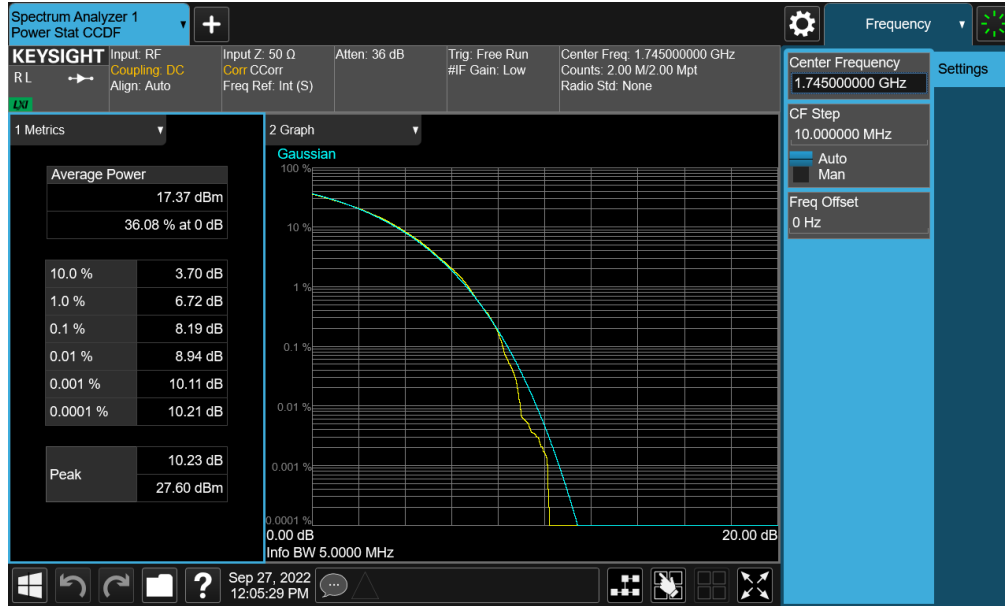 Spectrum Analyzer 1
Power Stat CCDF
Frequency
KEYSIGHT
R L
LXI
Input: RF
Coupling: DC
Align: Auto
Input Z: 50 Ω
Corr CCorr
Freq Ref: Int (S)
Atten: 36 dB
Trig: Free Run
#IF Gain: Low
Center Freq: 1.745000000 GHz
Counts: 2.00 M/2.00 Mpt
Radio Std: None
Center Frequency
1.745000000 GHz
Settings
CF Step
10.000000 MHz
Auto
Man
Freq Offset
0 Hz
1 Metrics
Average Power
17.37 dBm
36.08 % at 0 dB
10.0 % 3.70 dB
1.0 % 6.72 dB
0.1 % 8.19 dB
0.01 % 8.94 dB
0.001 % 10.11 dB
0.0001 % 10.21 dB
Peak 10.23 dB
27.60 dBm
2 Graph
Gaussian
100 %
10 %
1 %
0.1 %
0.01 %
0.001 %
0.0001 %
0.00 dB 20.00 dB
Info BW 5.0000 MHz
?
Sep 27, 2022
12:05:29 PM